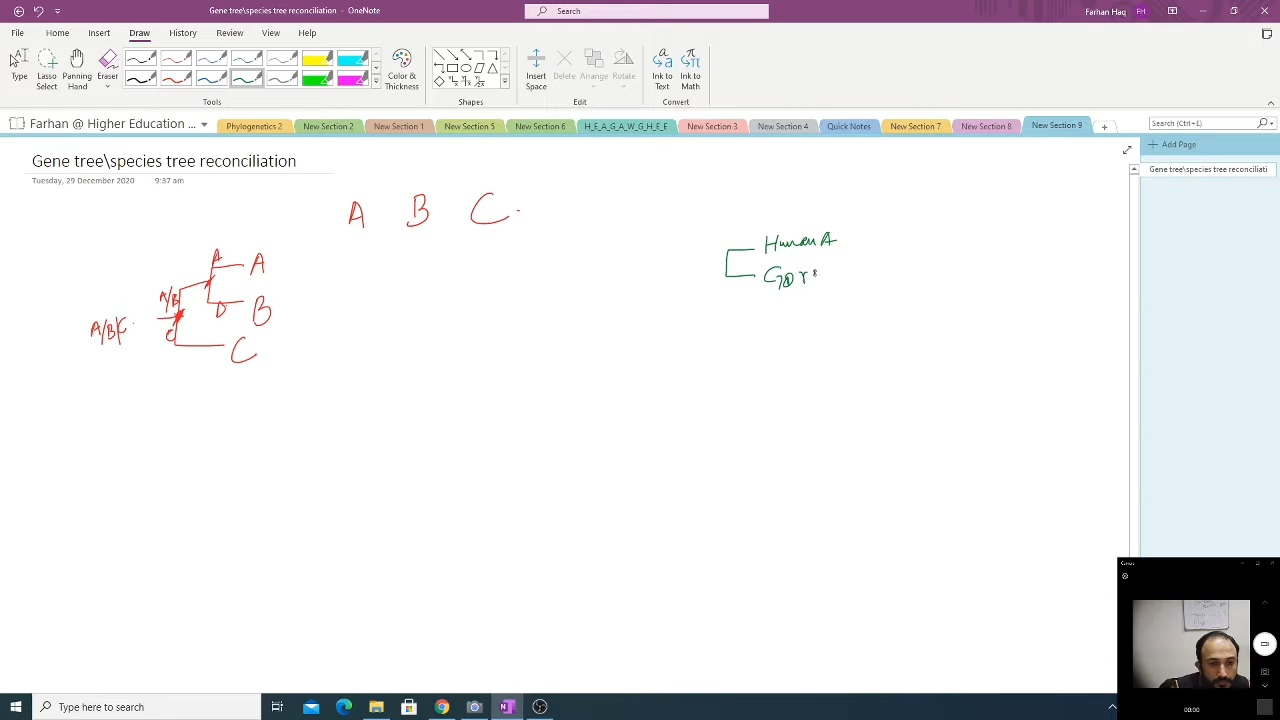 Gene tree\species tree reconciliation - OneNote
Search
Farhan Haq
FH
File Home Insert Draw History Review View Help
Type
Lasso Select
Panning Hand
Eraser
Color & Thickness
Insert Space
Delete
Arrange
Rotate
Ink to Text
Ink to Math
Tools
Shapes
Edit
Convert
Farhan @ Higher Education ...
Phylogenetics 2
New Section 2
New Section 1
New Section 5
New Section 6
H_E_A_G_A_W_G_H_E_E
New Section 3
New Section 4
Quick Notes
New Section 7
New Section 8
New Section 9
Search (Ctrl+E)
Add Page
Gene tree\species tree reconciliati
Gene tree\species tree reconciliation
Tuesday, 29 December 2020 9:37 am
A B C
Human A
A A
A/B
D B
A/B/C
C C
00:00
Type here to search